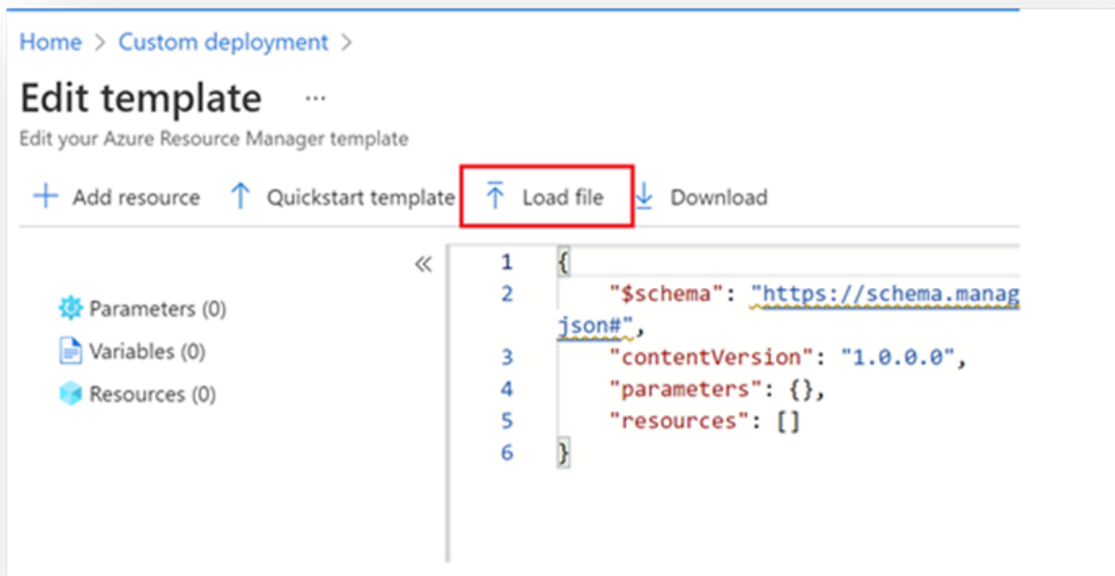 Home > Custom deployment >
Edit template ...
Edit your Azure Resource Manager template
Add resource Quickstart template Load file Download
«
Parameters (0)
Variables (0)
Resources (0)
1 {
2 "$schema": "https://schema.manag
json#",
3 "contentVersion": "1.0.0.0",
4 "parameters": {},
5 "resources": []
6 }